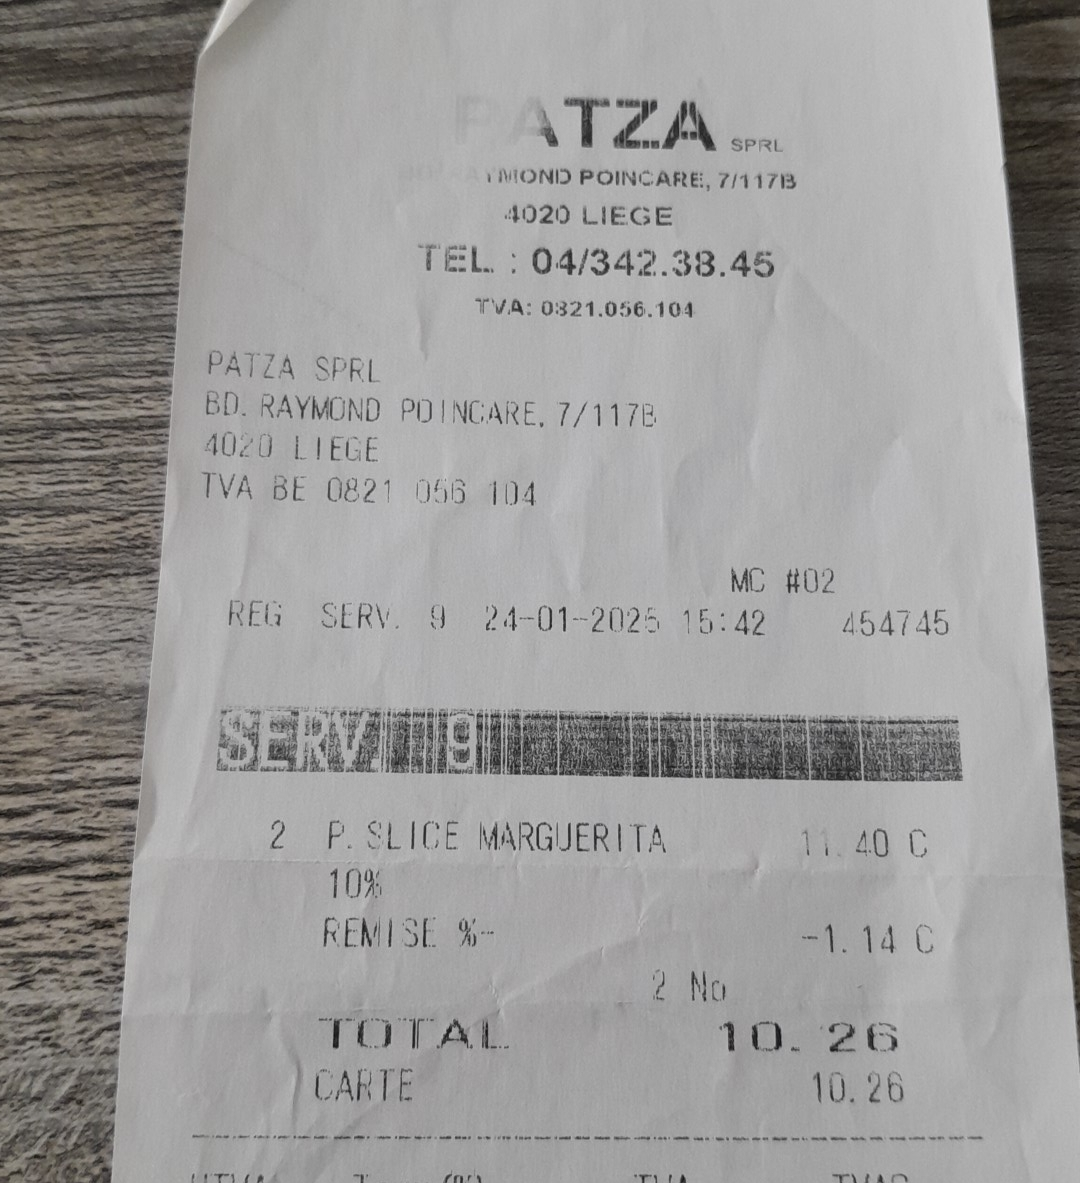 PATZA SPRL
YMOND POINCARE, 7/117B
4020 LIEGE
TEL. : 04/342.38.45
TVA: 0821.056.104
PATZA SPRL
BD. RAYMOND POINCARE, 7/117B
4020 LIEGE
TVA BE 0821 056 104
MC #02
REG SERV. 9 24-01-2025 15:42 454745
SERV. 9
2 P. SLICE MARGUERITA 11.40 C
10%
REMISE %- -1.14 C
2 No
TOTAL 10.26
CARTE 10.26